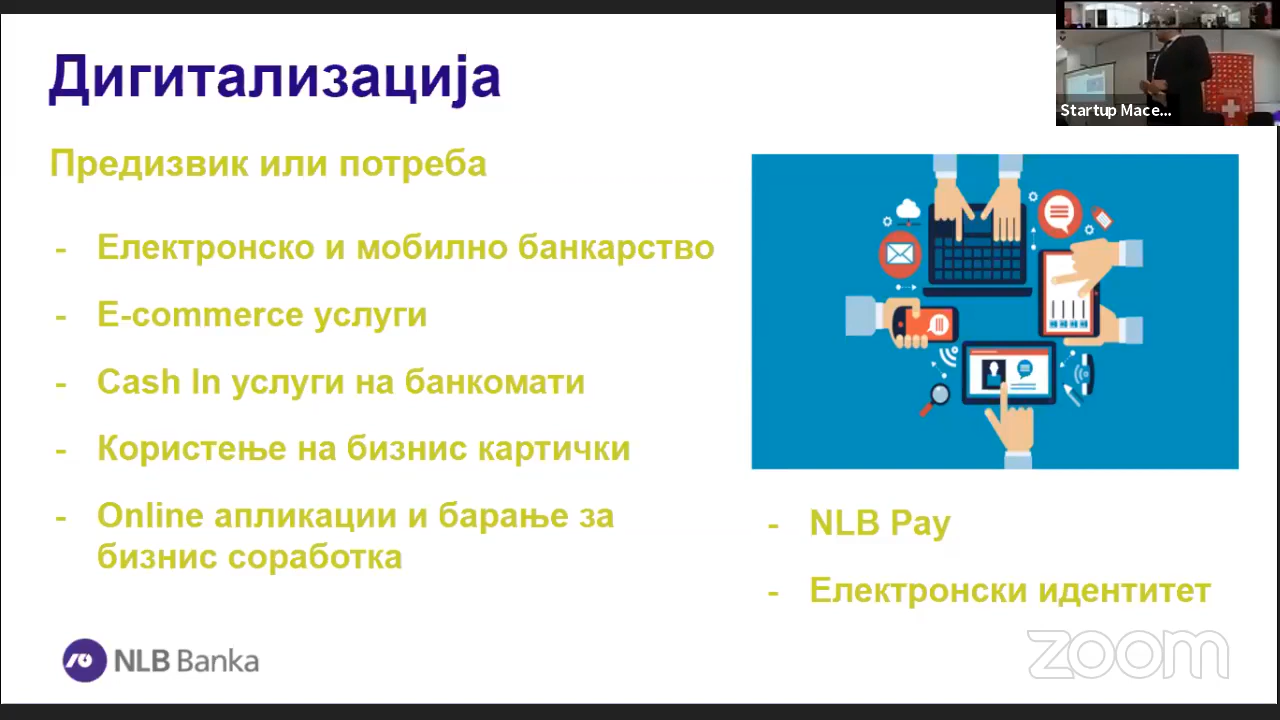 Дигитализација
Startup Mace...
Предизвик или потреба
- Електронско и мобилно банкарство
- E-commerce услуги
- Cash In услуги на банкомати
- Користење на бизнис картички
- Online апликации и барање за
бизнис соработка
- NLB Pay
- Електронски идентитет
NLB Banka
zoom